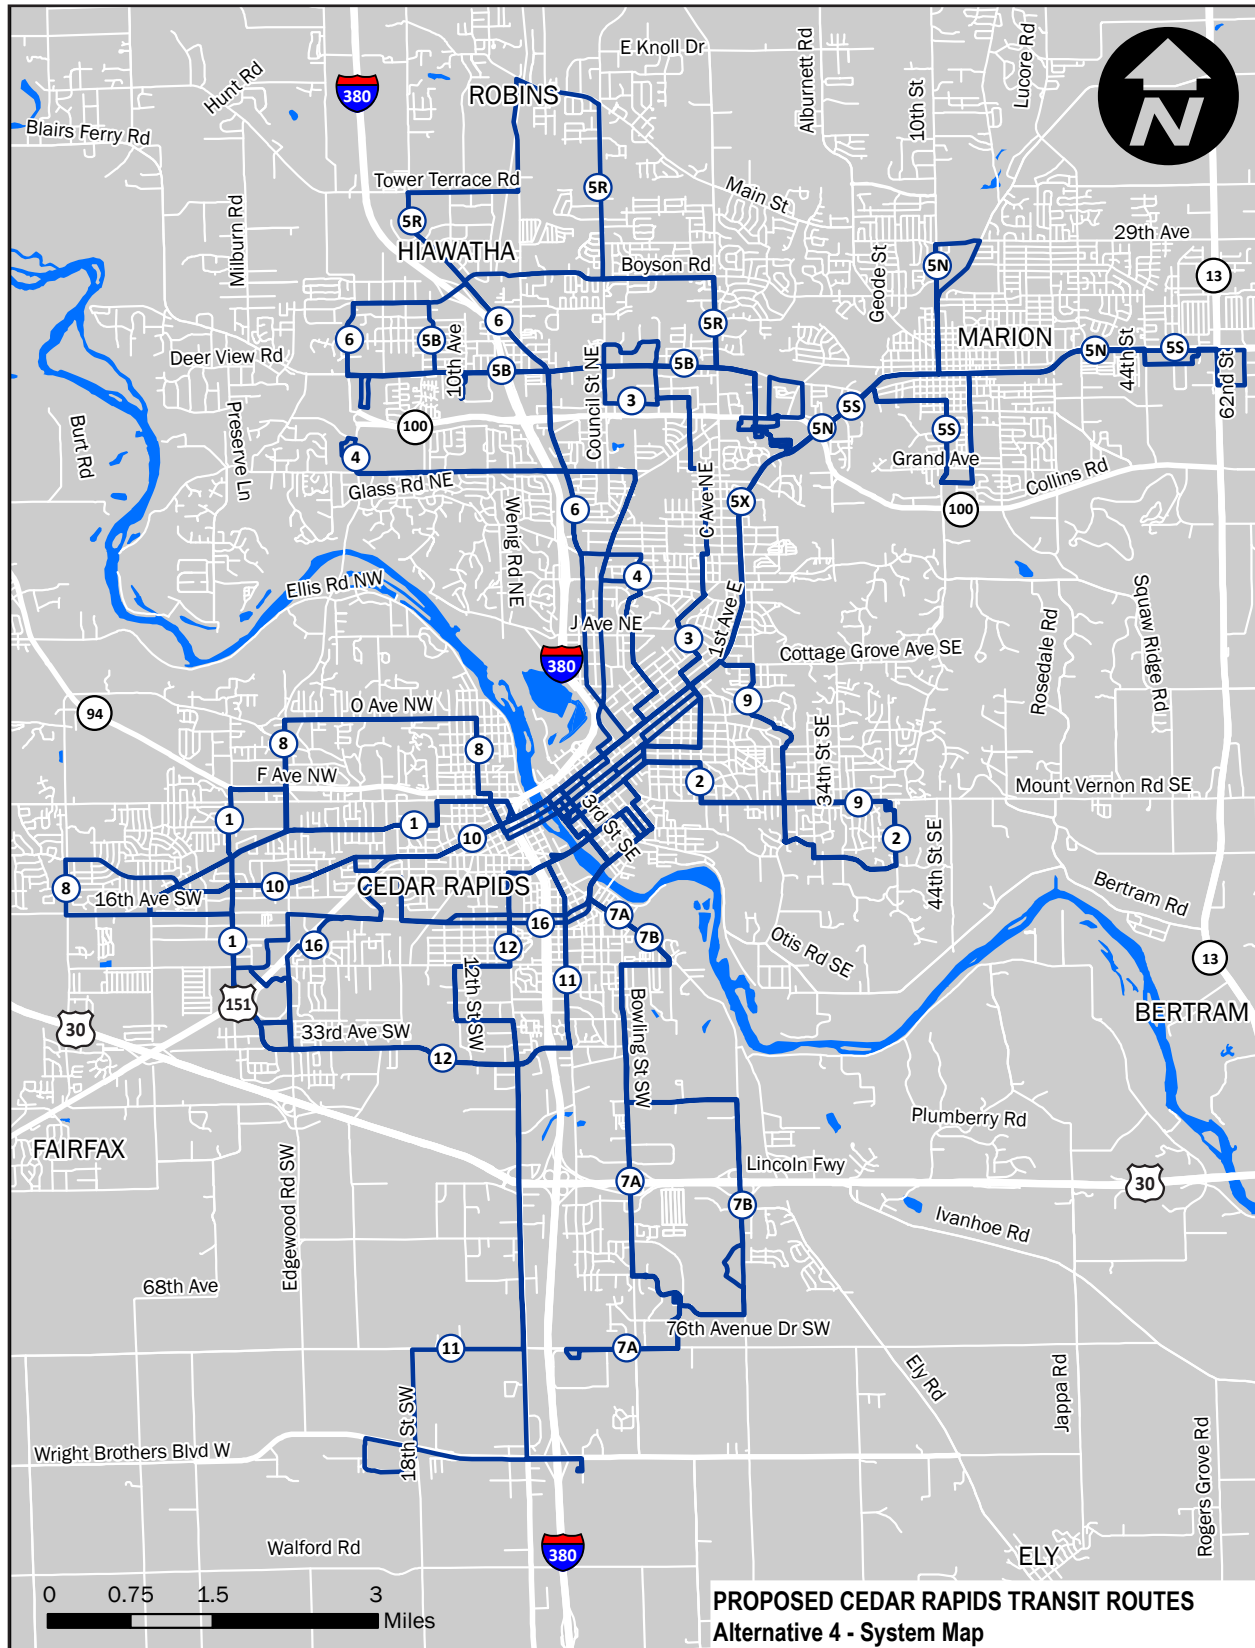 E Knoll Dr
Hunt Rd
380
ROBINS
Alburnett Rd
10th St
Lucore Rd
N
Blairs Ferry Rd
Tower Terrace Rd
5R
5R
Main St
Milburn Rd
HIAWATHA
Boyson Rd
Geode St
29th Ave
5N
13
6
6
5B
5R
MARION
5N
5S
44th St
62nd St
Deer View Rd
10th Ave
5B
Council St NE
5B
3
5S
5N
5S
100
Burt Rd
Preserve Ln
4
Glass Rd NE
Grand Ave
Collins Rd
C Ave NE
5X
100
6
Wenig Rd NE
Ellis Rd NW
4
J Ave NE
3
1st Ave E
Squaw Ridge Rd
Rosedale Rd
Cottage Grove Ave SE
380
94
O Ave NW
9
8
8
34th St SE
F Ave NW
2
Mount Vernon Rd SE
9
3rd St SE
1
1
10
2
44th St SE
8
10
16th Ave SW
CEDAR RAPIDS
Bertram Rd
1
16
16
12
7A
7B
Otis Rd SE
13
11
12th St SW
151
Bowling St SW
BERTRAM
30
33rd Ave SW
12
Plumberry Rd
FAIRFAX
Lincoln Fwy
7A
30
7B
Ivanhoe Rd
Edgewood Rd SW
68th Ave
76th Avenue Dr SW
11
7A
Ely Rd
Jappa Rd
18th St SW
Wright Brothers Blvd W
Rogers Grove Rd
Walford Rd
380
ELY
0 0.75 1.5 3
Miles
PROPOSED CEDAR RAPIDS TRANSIT ROUTES
Alternative 4 - System Map